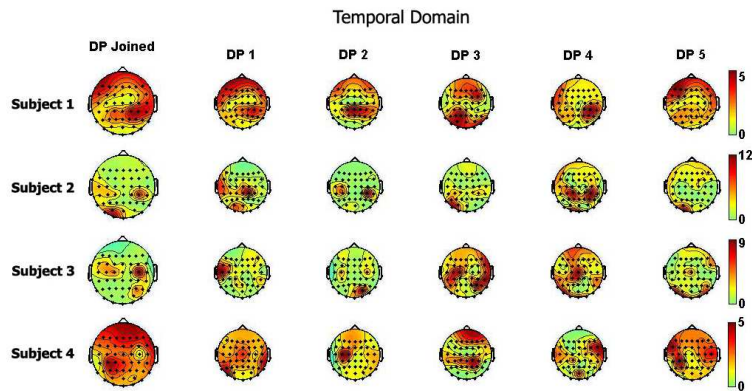 Temporal Domain
DP Joined DP 1 DP 2 DP 3 DP 4 DP 5
Subject 1
5
0
Subject 2
12
0
Subject 3
9
0
Subject 4
5
0